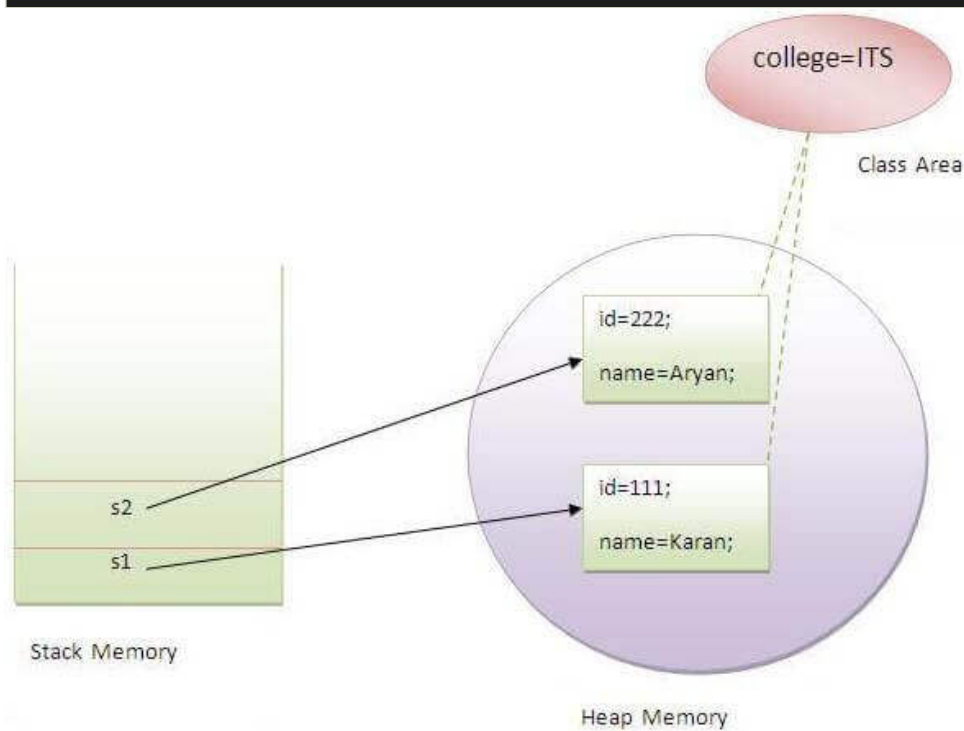 college=ITS
Class Area
id=222;
name=Aryan;
s2
id=111;
name=Karan;
s1
Stack Memory
Heap Memory